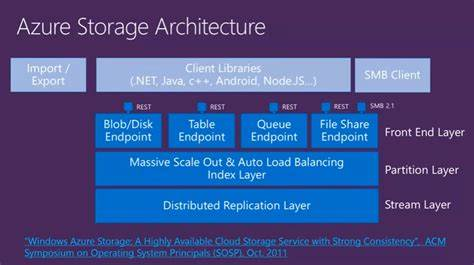 Azure Storage Architecture
Import /
Export
Client Libraries
(.NET, Java, c++, Android, Node.JS...)
SMB Client
REST
REST
REST
REST
SMB 2.1
Blob/Disk
Endpoint
Table
Endpoint
Queue
Endpoint
File Share
Endpoint
Front End Layer
Massive Scale Out & Auto Load Balancing
Index Layer
Partition Layer
Distributed Replication Layer
Stream Layer
"Windows Azure Storage: A Highly Available Cloud Storage Service with Strong Consistency", ACM
Symposium on Operating System Principals (SOSP), Oct. 2011